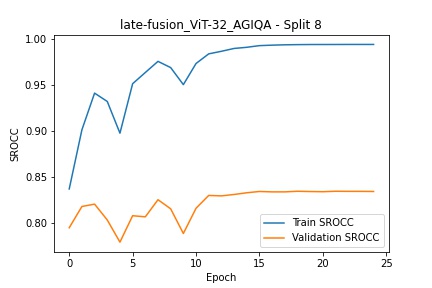 late-fusion_ViT-32_AGIQA - Split 8
1.00
0.95
0.90
0.85
0.80
SROCC
0
5
10
15
20
25
Epoch
Train SROCC
Validation SROCC